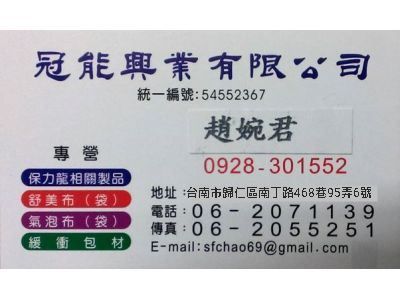 冠能興業有限公司
統一編號:54552367
趙婉君
0928-301552
專營
保力龍相關製品
舒美布(袋)
氣泡布(袋)
緩衝包材
地址:台南市歸仁區南丁路468巷95弄6號
電話:06-2071139
傳真:06-2055251
E-mail:sfchao69@gmail.com